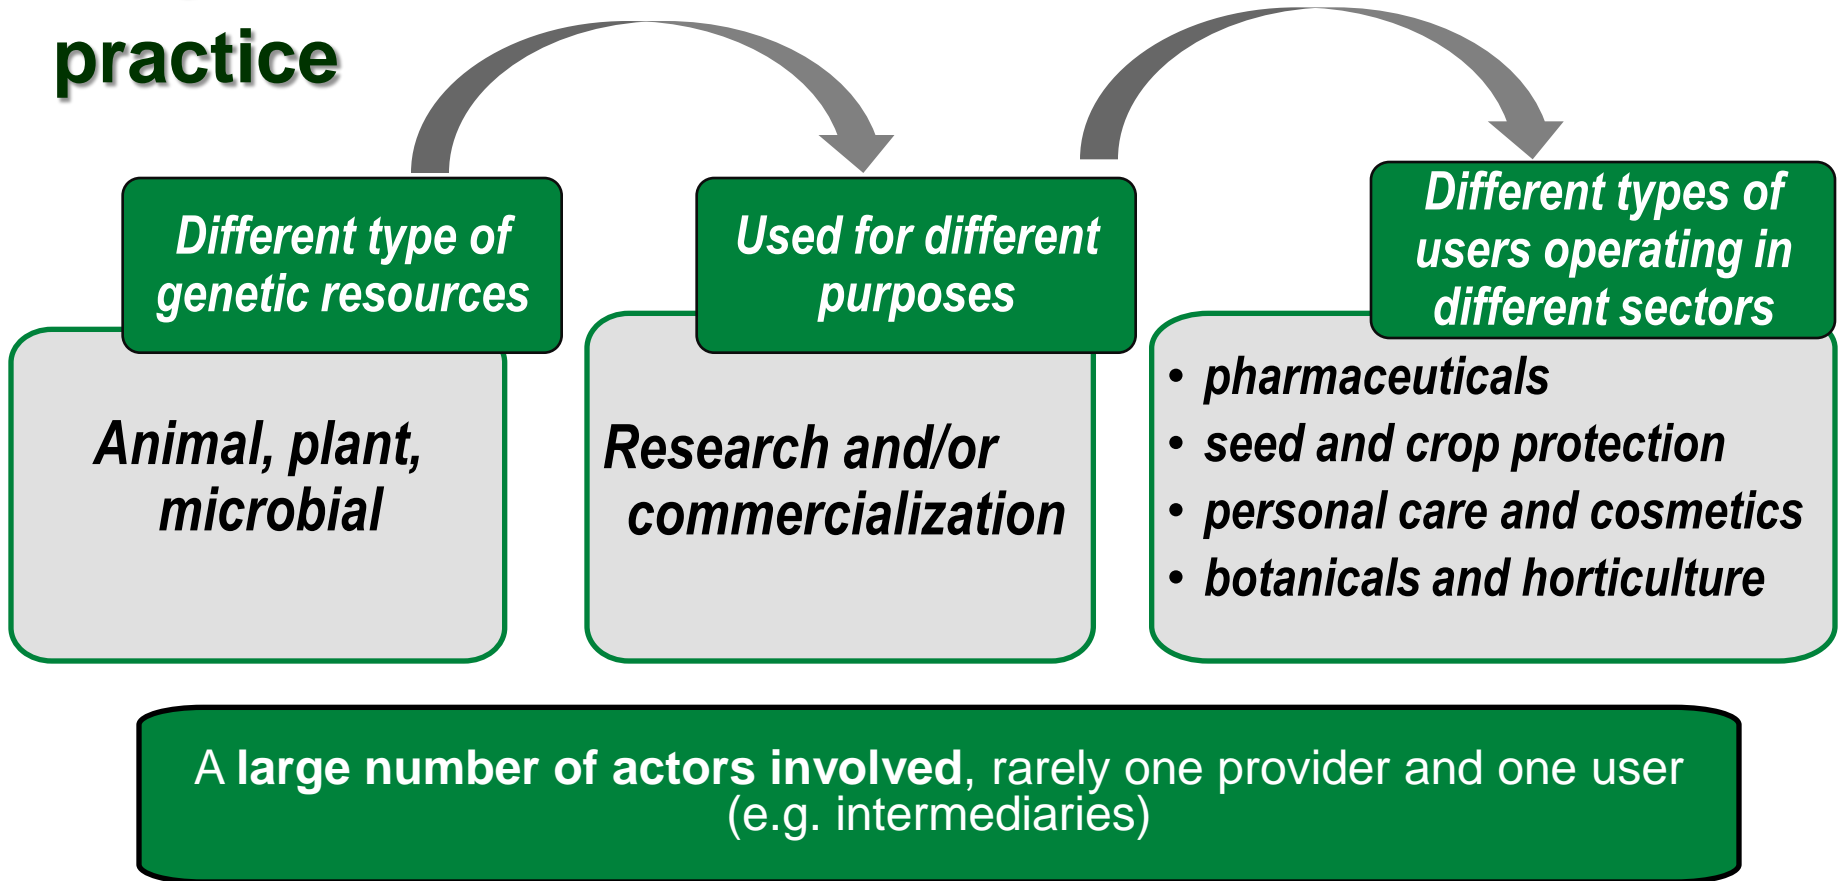 practice
Different type of
genetic resources
Animal, plant,
microbial
Used for different
purposes
Research and/or
commercialization
Different types of
users operating in
different sectors
• pharmaceuticals
• seed and crop protection
• personal care and cosmetics
• botanicals and horticulture
A large number of actors involved, rarely one provider and one user
(e.g. intermediaries)